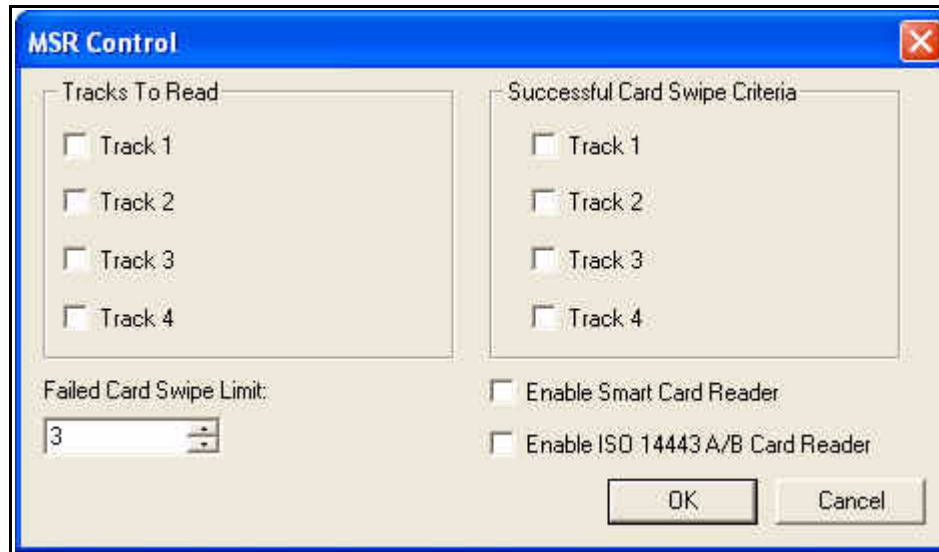 MSR Control
Tracks To Read
Track 1
Track 2
Track 3
Track 4
Successful Card Swipe Criteria
Track 1
Track 2
Track 3
Track 4
Failed Card Swipe Limit:
3
Enable Smart Card Reader
Enable ISO 14443 A/B Card Reader
OK
Cancel